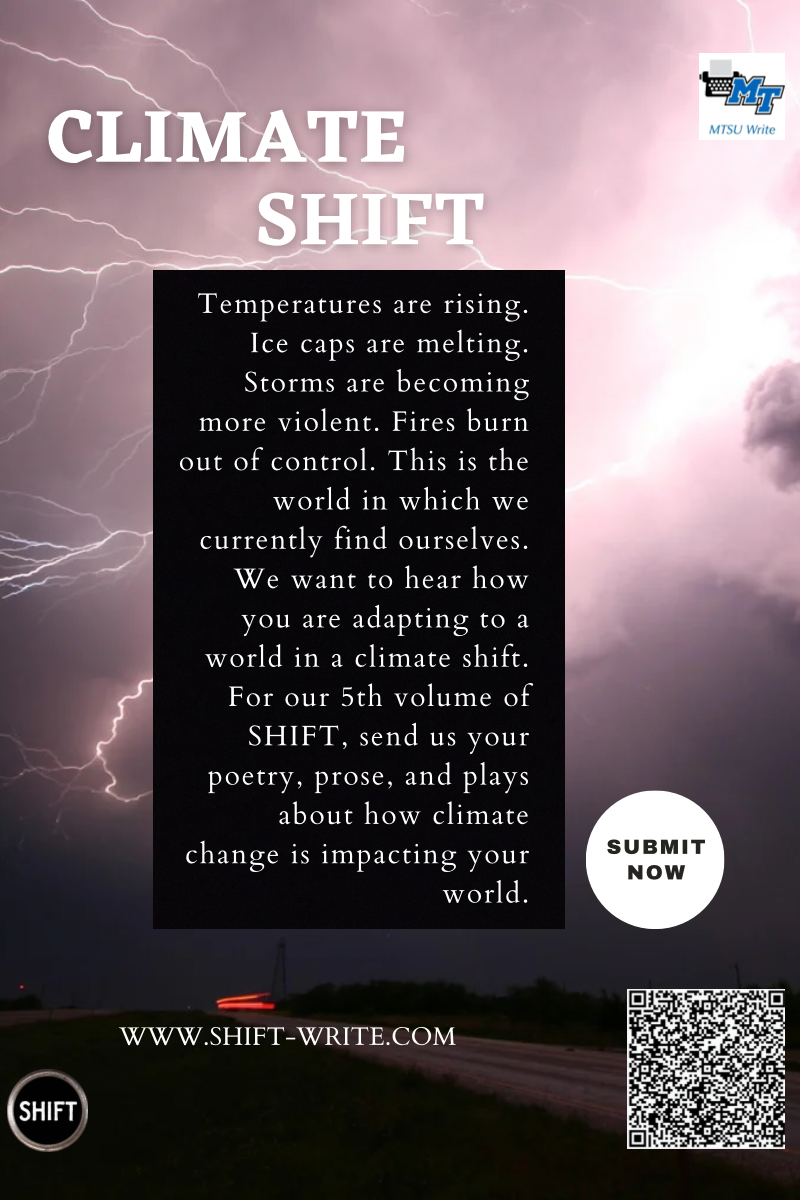 MT
MTSU Write
CLIMATE
SHIFT
Temperatures are rising.
Ice caps are melting.
Storms are becoming
more violent. Fires burn
out of control. This is the
world in which we
currently find ourselves.
We want to hear how
you are adapting to a
world in a climate shift.
For our 5th volume of
SHIFT, send us your
poetry, prose, and plays
about how climate
change is impacting your
world.
SUBMIT
NOW
WWW.SHIFT-WRITE.COM
SHIFT